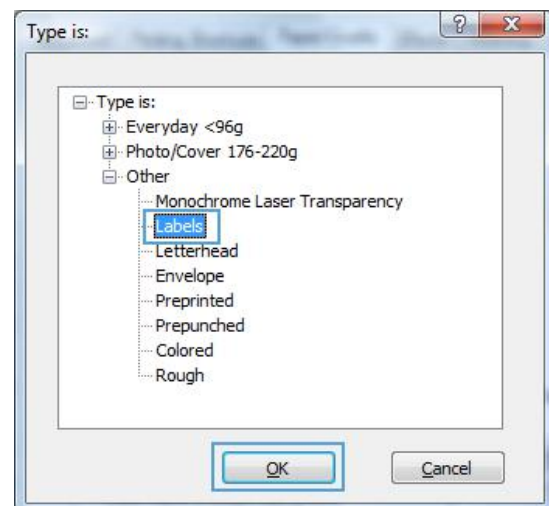 Type is:
Type is:
Everyday <96g
Photo/Cover 176-220g
Other
Monochrome Laser Transparency
Labels
Letterhead
Envelope
Preprinted
Prepunched
Colored
Rough
OK Cancel